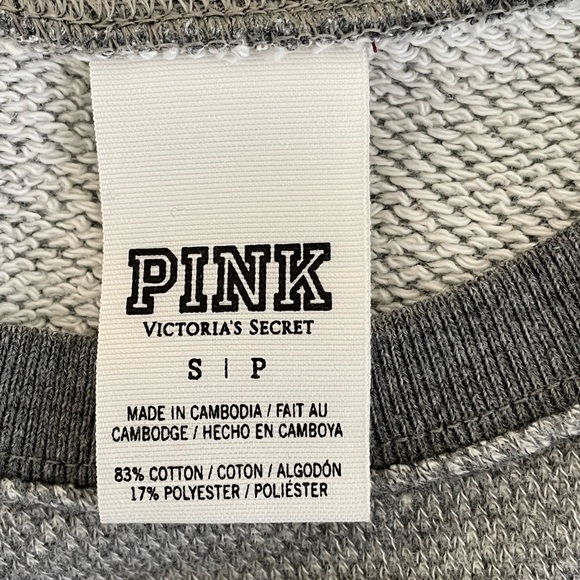 PINK
VICTORIA'S SECRET
S | P
MADE IN CAMBODIA / FAIT AU
CAMBODGE / HECHO EN CAMBOYA
83% COTTON / COTON / ALGODÓN
17% POLYESTER / POLIÉSTER